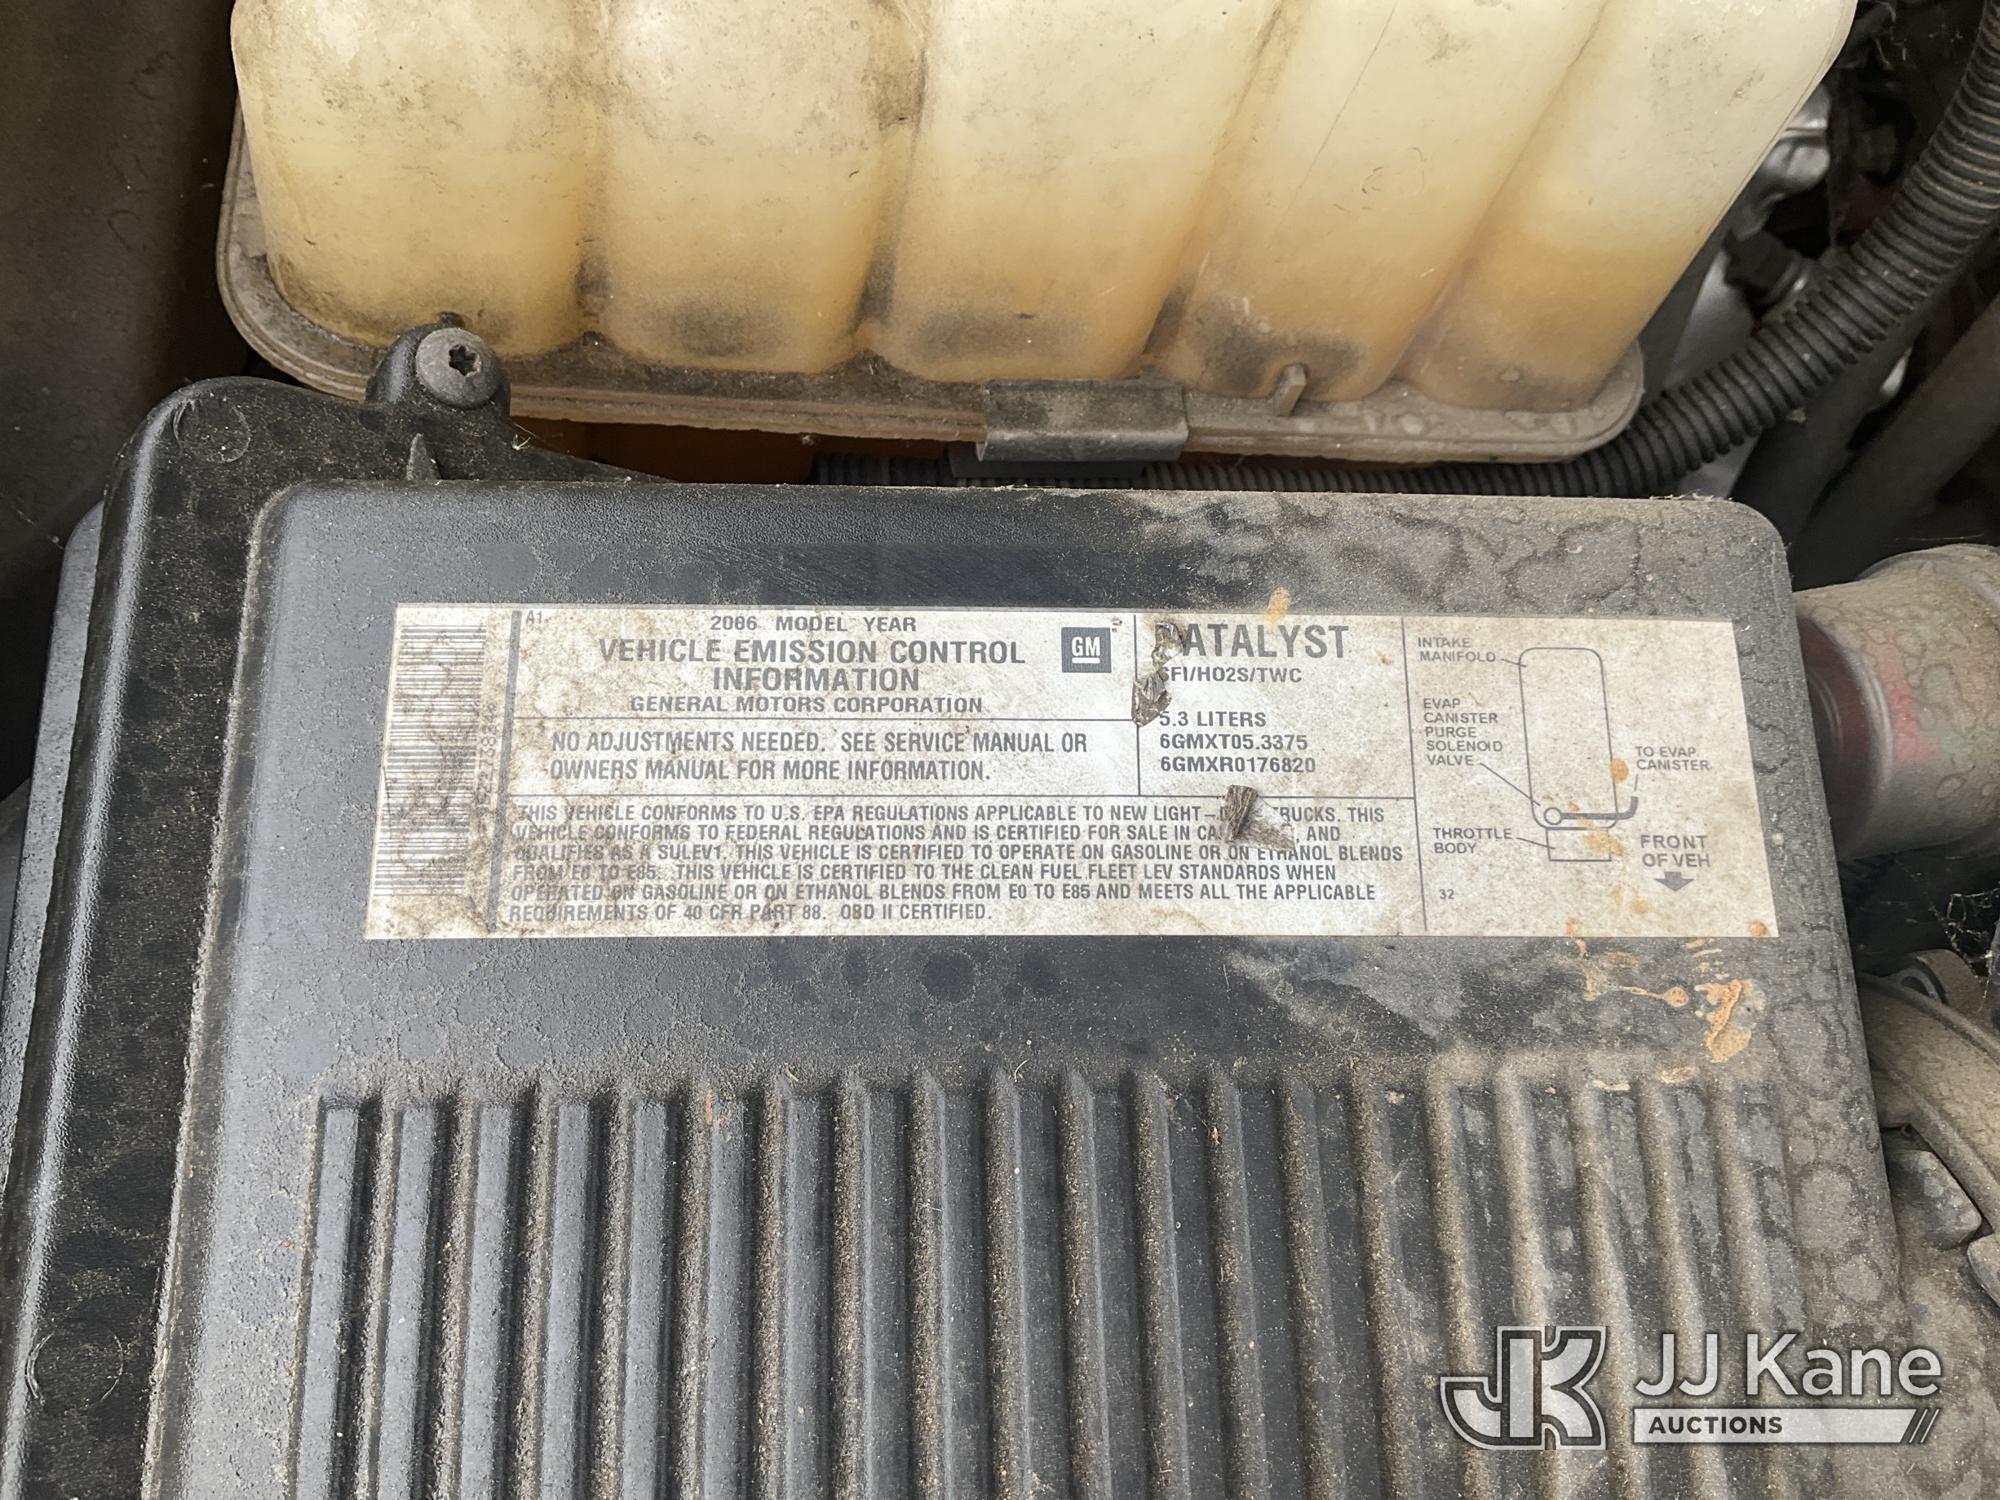 A1
2006 MODEL YEAR
VEHICLE EMISSION CONTROL
INFORMATION
GENERAL MOTORS CORPORATION
GM
NO ADJUSTMENTS NEEDED. SEE SERVICE MANUAL OR
OWNERS MANUAL FOR MORE INFORMATION.
CATALYST
SFI/HO2S/TWC
5.3 LITERS
6GMXT05.3375
6GMXR0176820
THIS VEHICLE CONFORMS TO U.S. EPA REGULATIONS APPLICABLE TO NEW LIGHT– TRUCKS. THIS
VEHICLE CONFORMS TO FEDERAL REGULATIONS AND IS CERTIFIED FOR SALE IN , AND
QUALIFIES AS A SULEV1. THIS VEHICLE IS CERTIFIED TO OPERATE ON GASOLINE OR ON ETHANOL BLENDS
FROM E0 TO E85. THIS VEHICLE IS CERTIFIED TO THE CLEAN FUEL FLEET LEV STANDARDS WHEN
OPERATED ON GASOLINE OR ON ETHANOL BLENDS FROM E0 TO E85 AND MEETS ALL THE APPLICABLE
REQUIREMENTS OF 40 CFR PART 88. OBD II CERTIFIED.
INTAKE
MANIFOLD
EVAP
CANISTER
PURGE
SOLENOID
VALVE
TO EVAP
CANISTER
THROTTLE
BODY
FRONT
OF VEH
32
JK
JJ Kane
AUCTIONS